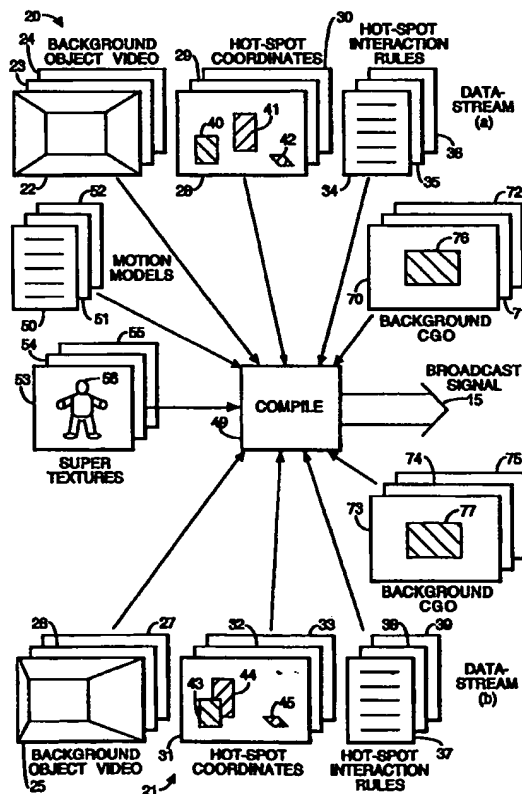 20
24
23
BACKGROUND
OBJECT VIDEO
22
30
29
HOT-SPOT
COORDINATES
40
41
42
28
HOT-SPOT
INTERACTION
RULES
34
35
36
DATA-
STREAM
(a)
52
MOTION
MODELS
50
51
72
76
70
71
BACKGROUND
CGO
55
54
53
56
SUPER
TEXTURES
COMPILE
49
BROADCAST
SIGNAL
15
75
74
73
77
BACKGROUND
CGO
27
26
25
BACKGROUND
OBJECT VIDEO
33
32
43
44
45
31
HOT-SPOT
COORDINATES
21
38
39
37
HOT-SPOT
INTERACTION
RULES
DATA-
STREAM
(b)